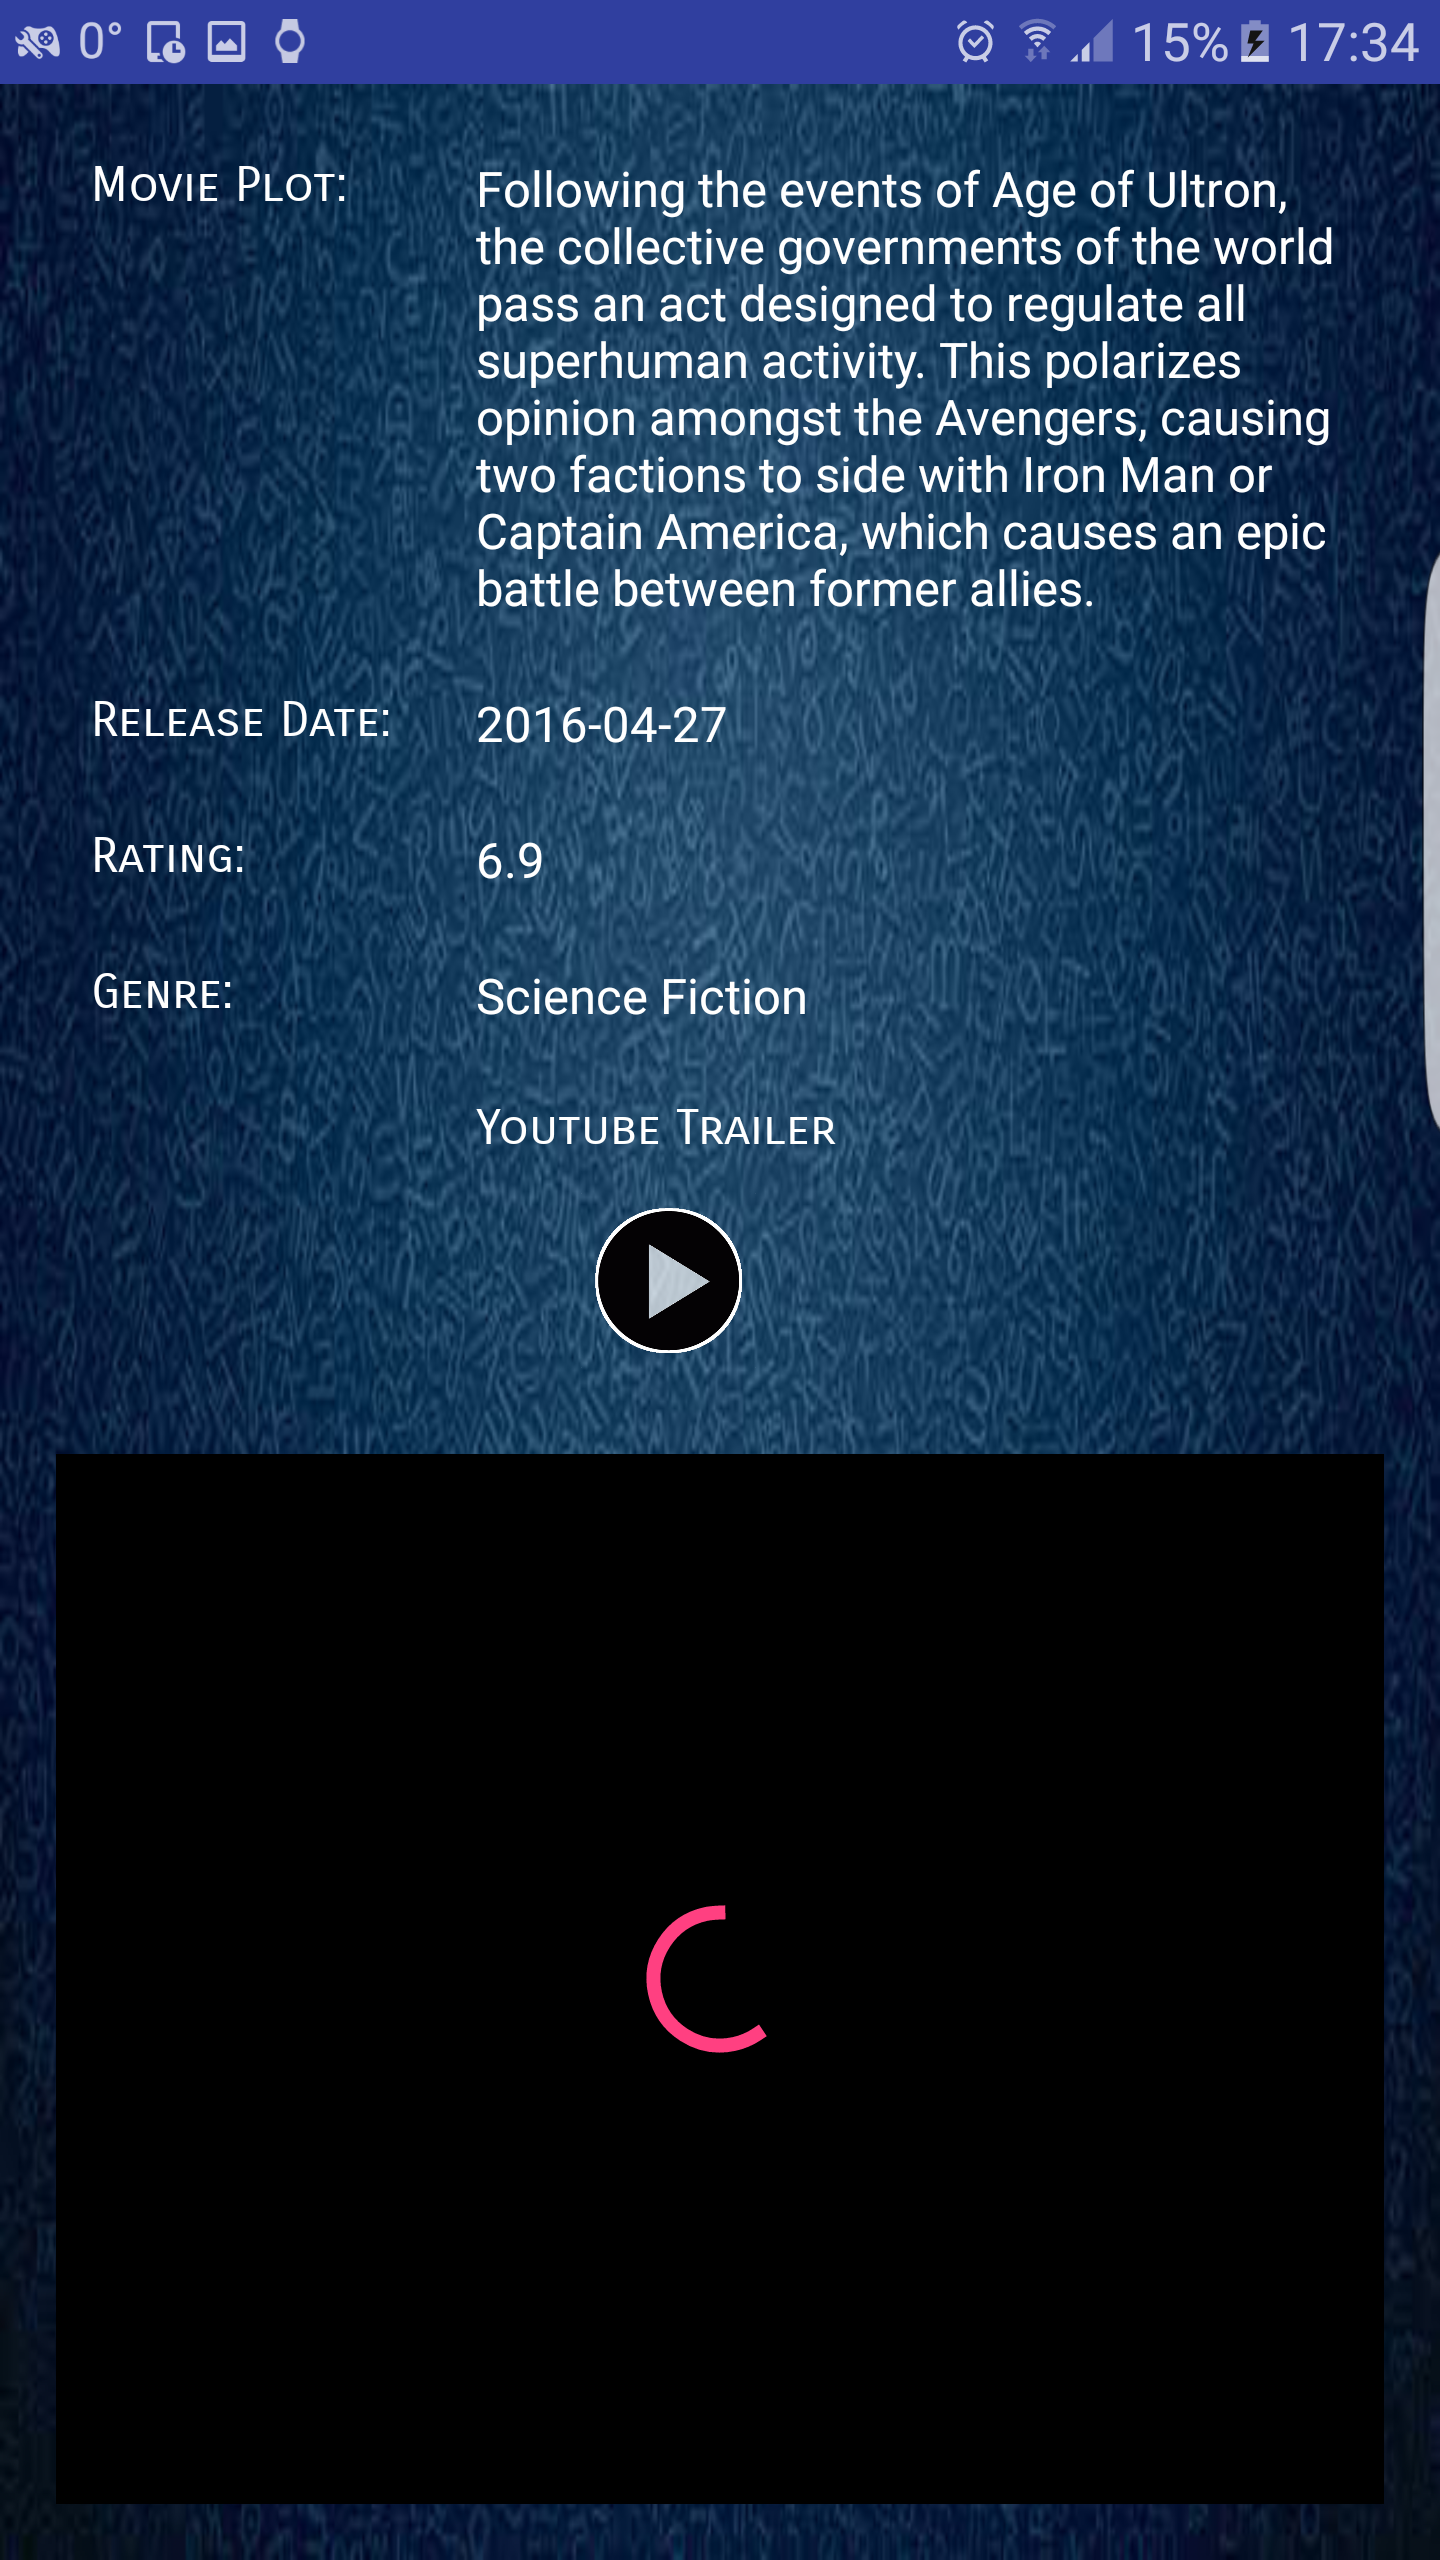 0° 15% 17:34
Movie Plot: Following the events of Age of Ultron,
the collective governments of the world
pass an act designed to regulate all
superhuman activity. This polarizes
opinion amongst the Avengers, causing
two factions to side with Iron Man or
Captain America, which causes an epic
battle between former allies.
Release Date: 2016-04-27
Rating: 6.9
Genre: Science Fiction
Youtube Trailer